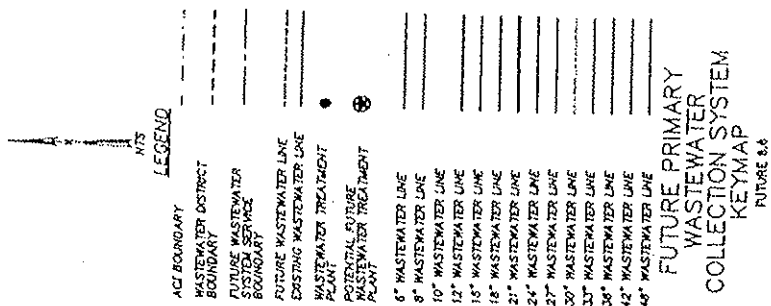 NTS
LEGEND
ACI BOUNDARY
WASTEWATER DISTRICT
BOUNDARY
FUTURE WASTEWATER
SYSTEM SERVICE
BOUNDARY
FUTURE WASTEWATER LINE
EXISTING WASTEWATER LINE
WASTEWATER TREATMENT
PLANT
POTENTIAL FUTURE
WASTEWATER TREATMENT
PLANT
6" WASTEWATER LINE
8" WASTEWATER LINE
10" WASTEWATER LINE
12" WASTEWATER LINE
15" WASTEWATER LINE
18" WASTEWATER LINE
21" WASTEWATER LINE
24" WASTEWATER LINE
27" WASTEWATER LINE
30" WASTEWATER LINE
33" WASTEWATER LINE
36" WASTEWATER LINE
42" WASTEWATER LINE
48" WASTEWATER LINE
FUTURE PRIMARY
WASTEWATER
COLLECTION SYSTEM
KEYMAP
FUTURE 8.6